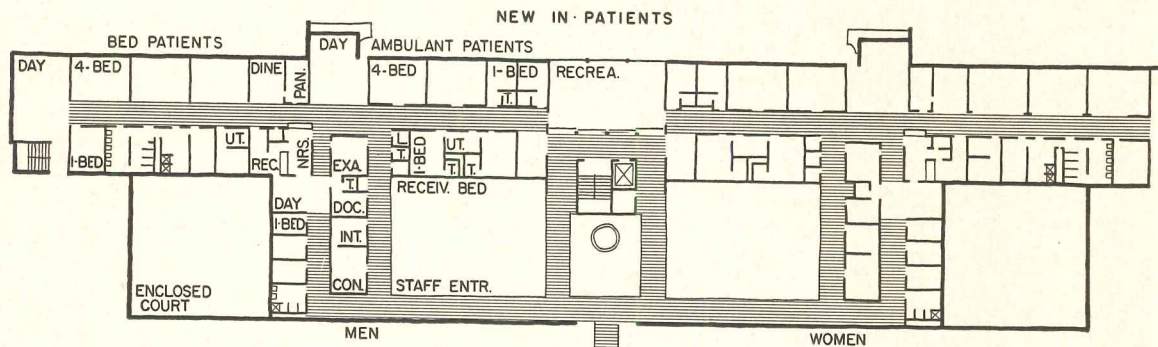 NEW IN·PATIENTS
BED PATIENTS
DAY
AMBULANT PATIENTS
DAY
4-BED
DINE
PAN.
4-BED
1-BED
RECREA.
T.
1-BED
UT.
REC.
NRS.
EXA.
T.
T.
1-BED
UT.
T.
T.
T.
RECEIV. BED
DAY
DOC.
1-BED
INT.
ENCLOSED
COURT
CON.
STAFF ENTR.
MEN
WOMEN